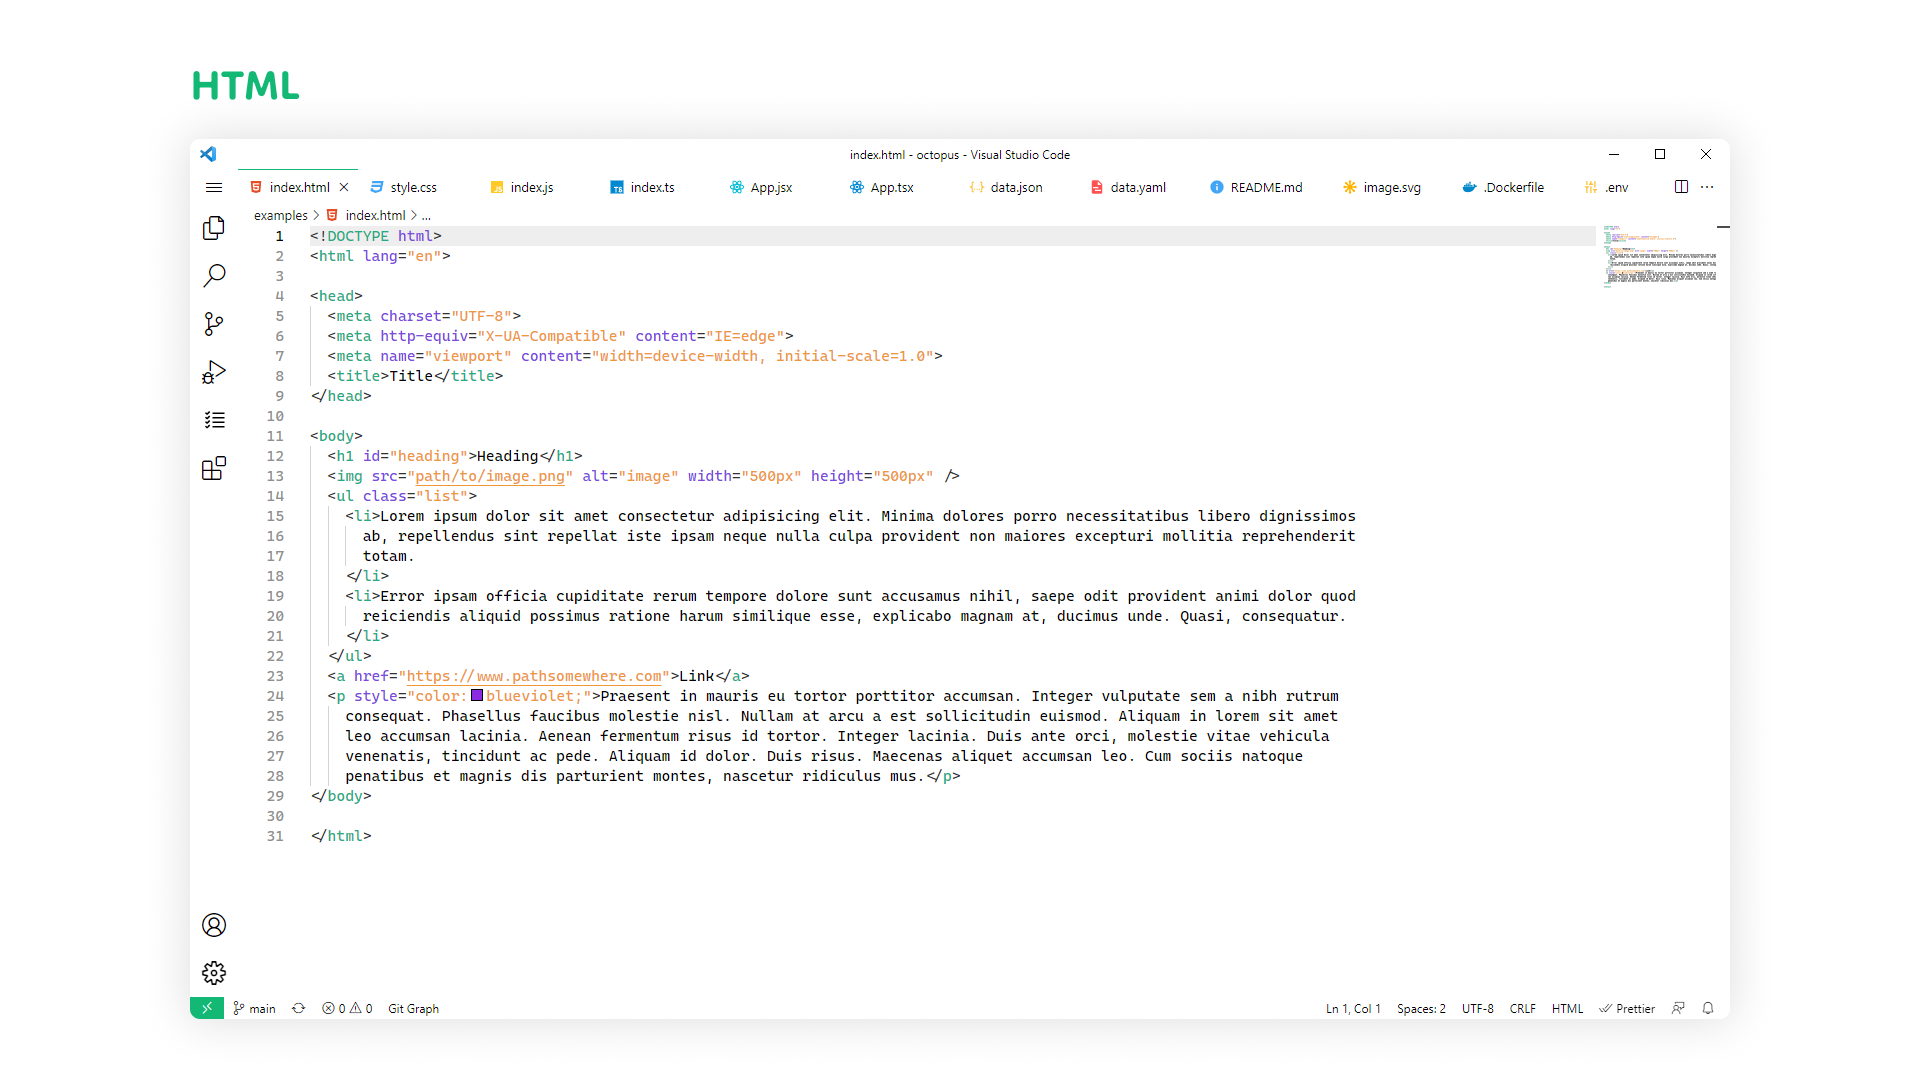 HTML
index.html - octopus - Visual Studio Code
index.html style.css index.js index.ts App.jsx App.tsx data.json data.yaml README.md image.svg .Dockerfile .env
examples > index.html > ...
1 <!DOCTYPE html>
2 <html lang="en">
3
4 <head>
5 <meta charset="UTF-8">
6 <meta http-equiv="X-UA-Compatible" content="IE=edge">
7 <meta name="viewport" content="width=device-width, initial-scale=1.0">
8 <title>Title</title>
9 </head>
10
11 <body>
12 <h1 id="heading">Heading</h1>
13 <img src="path/to/image.png" alt="image" width="500px" height="500px" />
14 <ul class="list">
15 <li>Lorem ipsum dolor sit amet consectetur adipisicing elit. Minima dolores porro necessitatibus libero dignissimos
16 ab, repellendus sint repellat iste ipsam neque nulla culpa provident non maiores excepturi mollitia reprehenderit
17 totam.
18 </li>
19 <li>Error ipsam officia cupiditate rerum tempore dolore sunt accusamus nihil, saepe odit provident animi dolor quod
20 reiciendis aliquid possimus ratione harum similique esse, explicabo magnam at, ducimus unde. Quasi, consequatur.
21 </li>
22 </ul>
23 <a href="https://www.pathsomewhere.com">Link</a>
24 <p style="color: blueviolet;">Praesent in mauris eu tortor porttitor accumsan. Integer vulputate sem a nibh rutrum
25 consequat. Phasellus faucibus molestie nisl. Nullam at arcu a est sollicitudin euismod. Aliquam in lorem sit amet
26 leo accumsan lacinia. Aenean fermentum risus id tortor. Integer lacinia. Duis ante orci, molestie vitae vehicula
27 venenatis, tincidunt ac pede. Aliquam id dolor. Duis risus. Maecenas aliquet accumsan leo. Cum sociis natoque
28 penatibus et magnis dis parturient montes, nascetur ridiculus mus.</p>
29 </body>
30
31 </html>
main 0 0 Git Graph Ln 1, Col 1 Spaces: 2 UTF-8 CRLF HTML Prettier